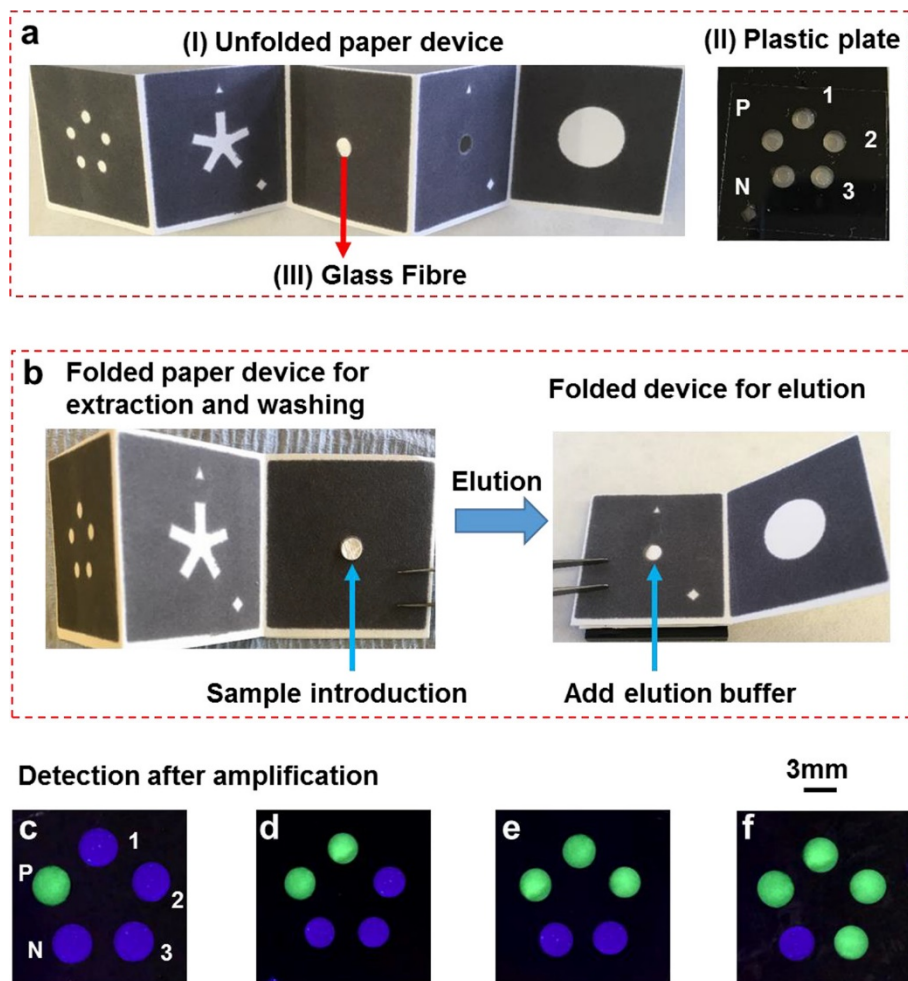 a
(I) Unfolded paper device
(II) Plastic plate
P
1
2
N
3
(III) Glass Fibre
b
Folded paper device for
extraction and washing
Folded device for elution
Elution
Sample introduction
Add elution buffer
Detection after amplification
3mm
c
1
P
2
N
3
d
e
f